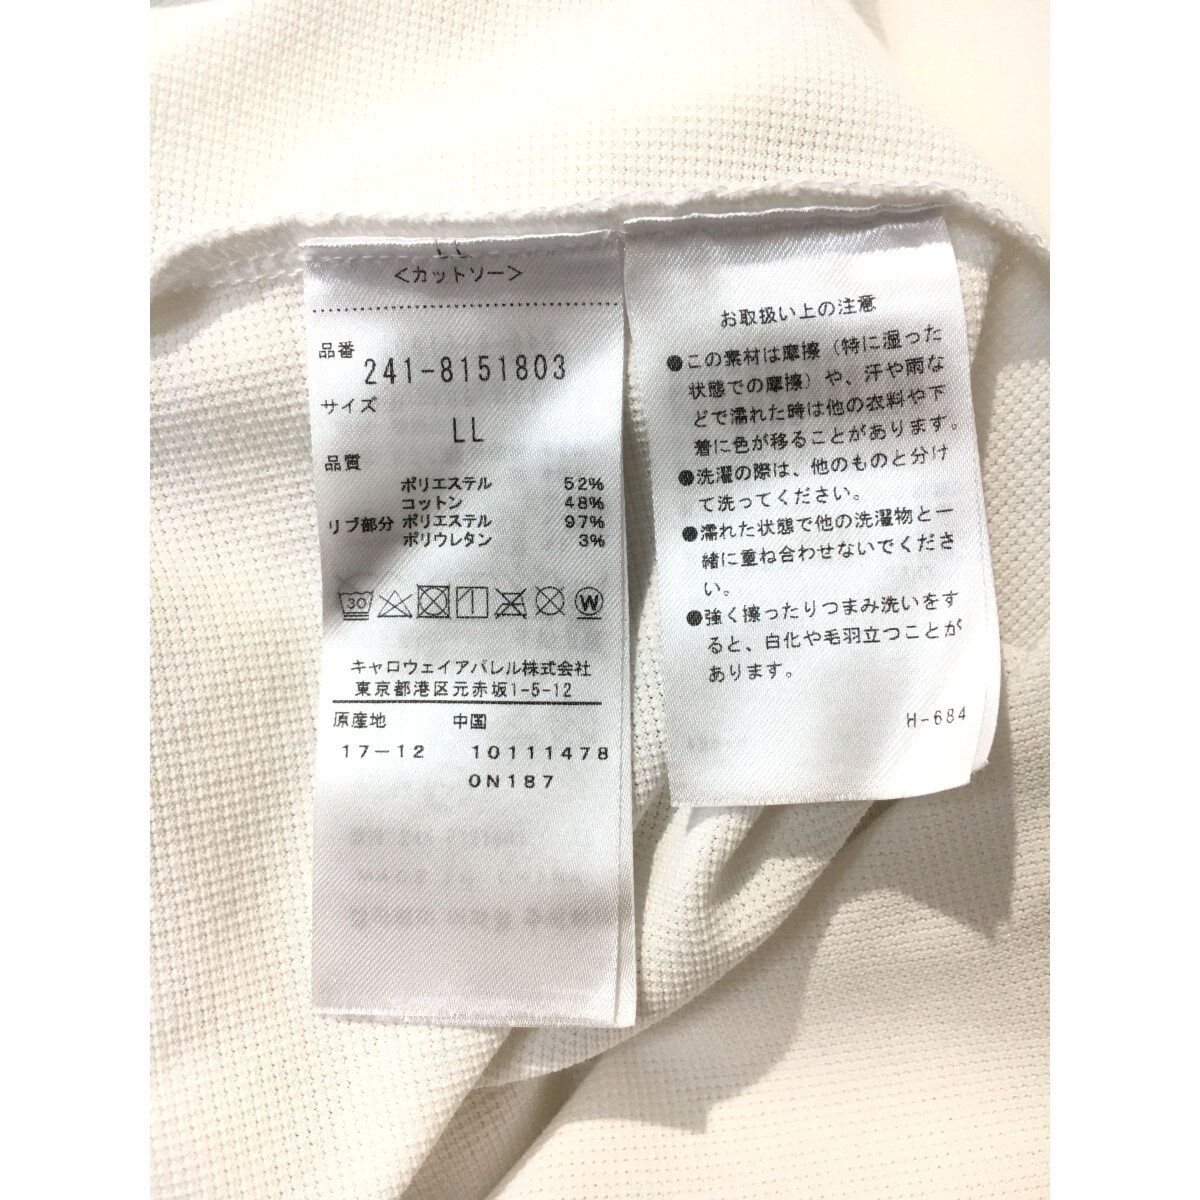 <カットソー>
品番
241-8151803
サイズ
LL
品質
ポリエステル 52%
コットン 48%
リブ部分 ポリエステル 97%
ポリウレタン 3%
30
W
キャロウェイアパレル株式会社
東京都港区元赤坂1-5-12
原産地 中国
17-12 10111478
0N187
お取扱い上の注意
●この素材は摩擦（特に湿った
状態での摩擦）や、汗や雨な
どで濡れた時は他の衣料や下
着に色が移ることがあります。
●洗濯の際は、他のものと分け
て洗ってください。
●濡れた状態で他の洗濯物と一
緒に重ね合わせないでくださ
い。
●強く擦ったりつまみ洗いをす
ると、白化や毛羽立つことが
あります。
H-684